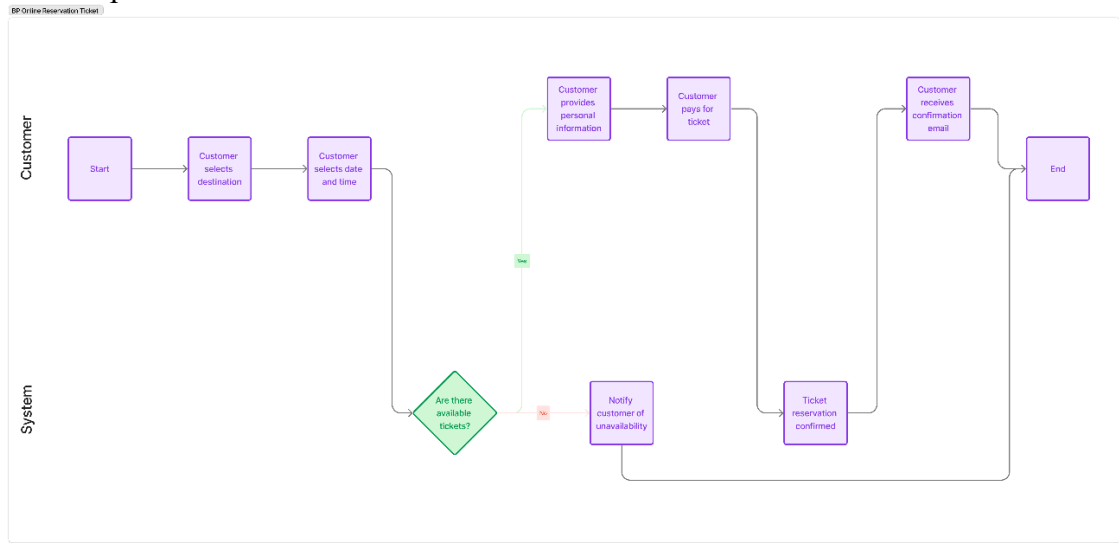 BP Online Reservation Ticket
Customer
Start
Customer
selects
destination
Customer
selects date
and time
Customer
provides
personal
information
Customer
pays for
ticket
Customer
receives
confirmation
email
End
System
Are there
available
tickets?
No
Notify
customer of
unavailability
Ticket
reservation
confirmed